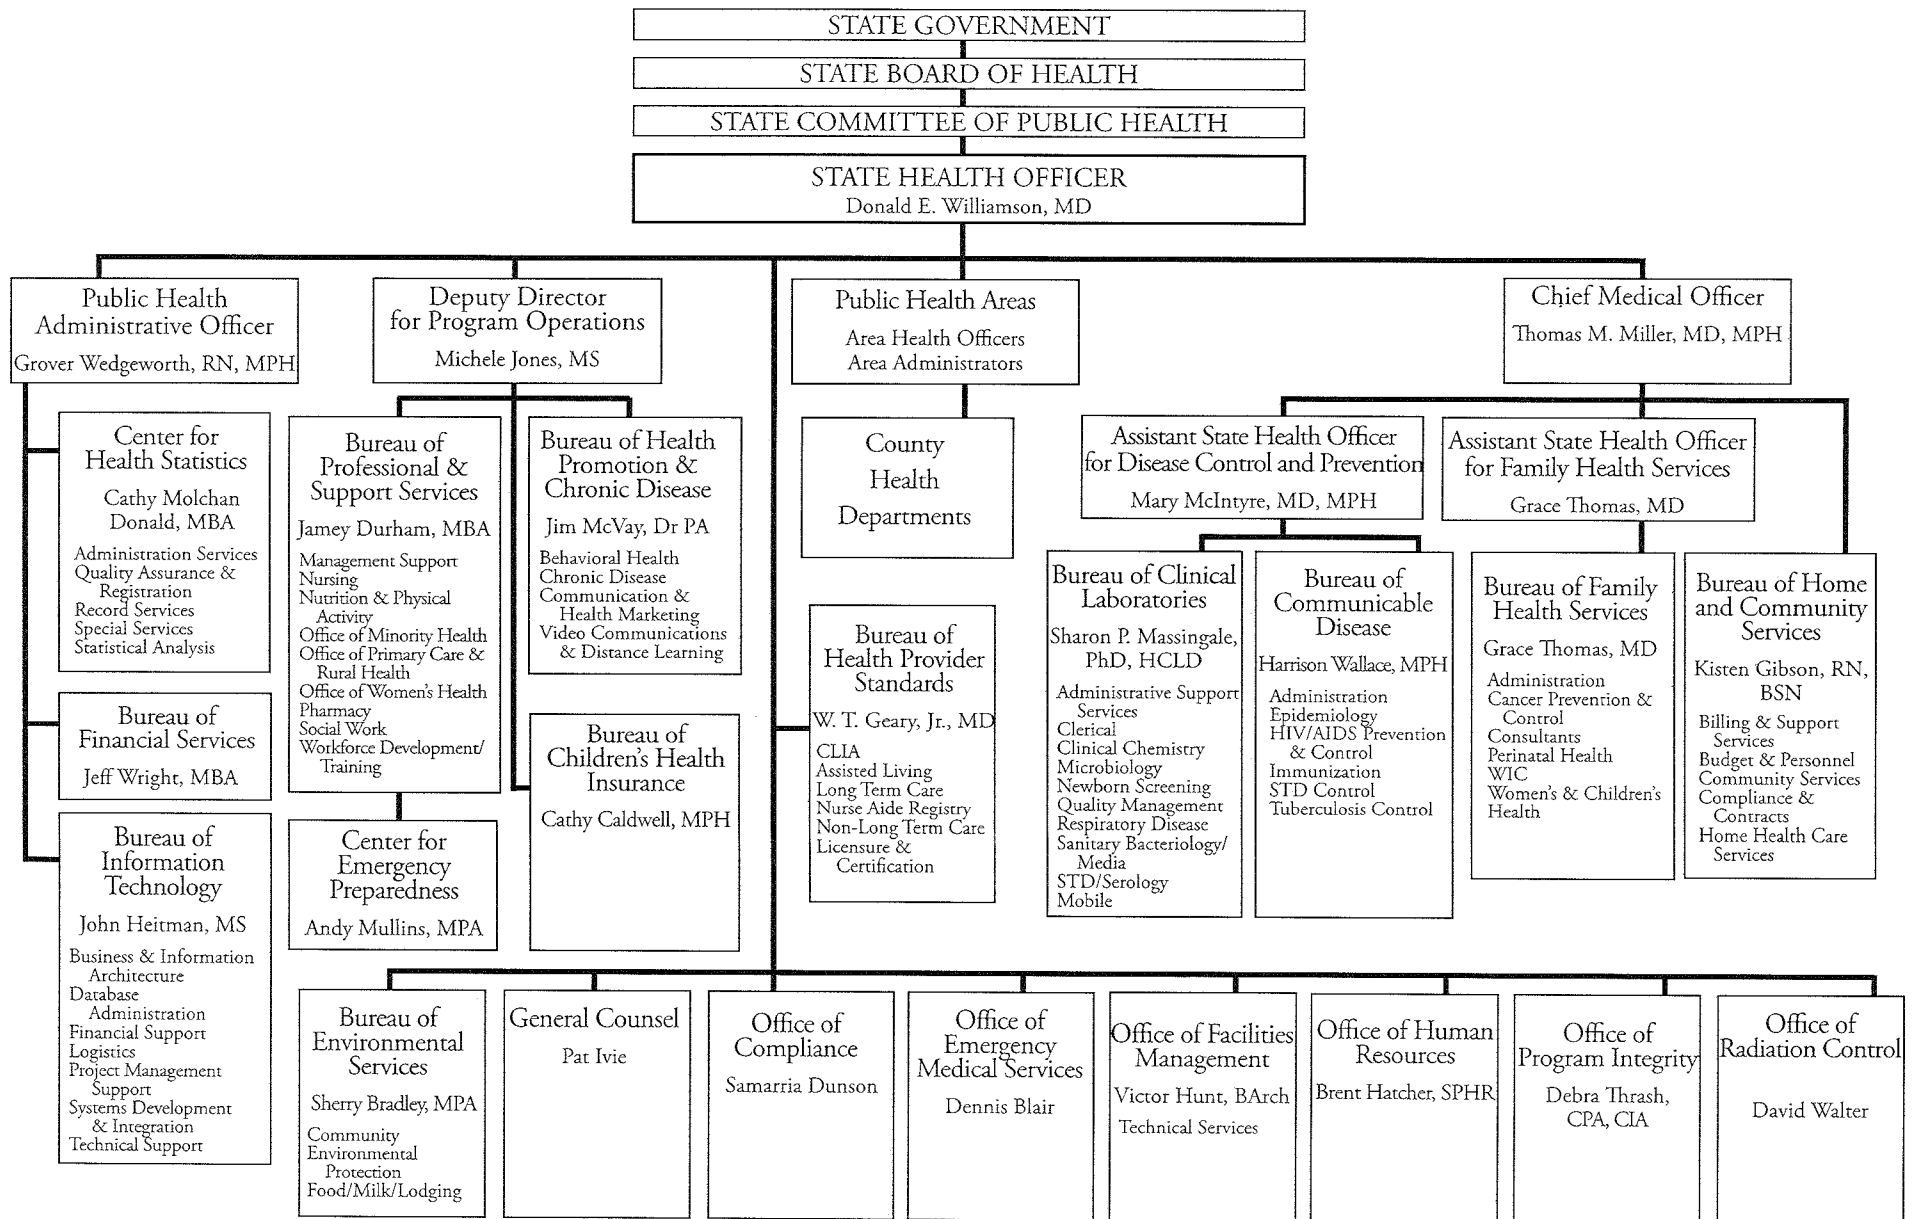 STATE GOVERNMENT
STATE BOARD OF HEALTH
STATE COMMITTEE OF PUBLIC HEALTH
STATE HEALTH OFFICER
Donald E. Williamson, MD
Public Health
Administrative Officer
Grover Wedgeworth, RN, MPH
Deputy Director
for Program Operations
Michele Jones, MS
Public Health Areas
Area Health Officers
Area Administrators
Chief Medical Officer
Thomas M. Miller, MD, MPH
Center for
Health Statistics
Cathy Molchan
Donald, MBA
Administration Services
Quality Assurance &
Registration
Record Services
Special Services
Statistical Analysis
Bureau of
Financial Services
Jeff Wright, MBA
Bureau of
Information
Technology
John Heitman, MS
Business & Information
Architecture
Database
Administration
Financial Support
Logistics
Project Management
Support
Systems Development
& Integration
Technical Support
Bureau of
Professional &
Support Services
Jamey Durham, MBA
Management Support
Nursing
Nutrition & Physical
Activity
Office of Minority Health
Office of Primary Care &
Rural Health
Office of Women's Health
Pharmacy
Social Work
Workforce Development/
Training
Center for
Emergency
Preparedness
Andy Mullins, MPA
Bureau of Health
Promotion &
Chronic Disease
Jim McVay, Dr PA
Behavioral Health
Chronic Disease
Communication &
Health Marketing
Video Communications
& Distance Learning
Bureau of
Children's Health
Insurance
Cathy Caldwell, MPH
County
Health
Departments
Bureau of
Health Provider
Standards
W. T. Geary, Jr., MD
CLIA
Assisted Living
Long Term Care
Nurse Aide Registry
Non-Long Term Care
Licensure &
Certification
Assistant State Health Officer
for Disease Control and Prevention
Mary McIntyre, MD, MPH
Assistant State Health Officer
for Family Health Services
Grace Thomas, MD
Bureau of Clinical
Laboratories
Sharon P. Massingale,
PhD, HCLD
Administrative Support
Services
Clerical
Clinical Chemistry
Microbiology
Newborn Screening
Quality Management
Respiratory Disease
Sanitary Bacteriology/
Media
STD/Serology
Mobile
Bureau of
Communicable
Disease
Harrison Wallace, MPH
Administration
Epidemiology
HIV/AIDS Prevention
& Control
Immunization
STD Control
Tuberculosis Control
Bureau of Family
Health Services
Grace Thomas, MD
Administration
Cancer Prevention &
Control
Consultants
Perinatal Health
WIC
Women's & Children's
Health
Bureau of Home
and Community
Services
Kisten Gibson, RN,
BSN
Billing & Support
Services
Budget & Personnel
Community Services
Compliance &
Contracts
Home Health Care
Services
Bureau of
Environmental
Services
Sherry Bradley, MPA
Community
Environmental
Protection
Food/Milk/Lodging
General Counsel
Pat Ivie
Office of
Compliance
Samarria Dunson
Office of
Emergency
Medical Services
Dennis Blair
Office of Facilities
Management
Victor Hunt, BArch
Technical Services
Office of Human
Resources
Brent Hatcher, SPHR
Office of
Program Integrity
Debra Thrash,
CPA, CIA
Office of
Radiation Control
David Walter